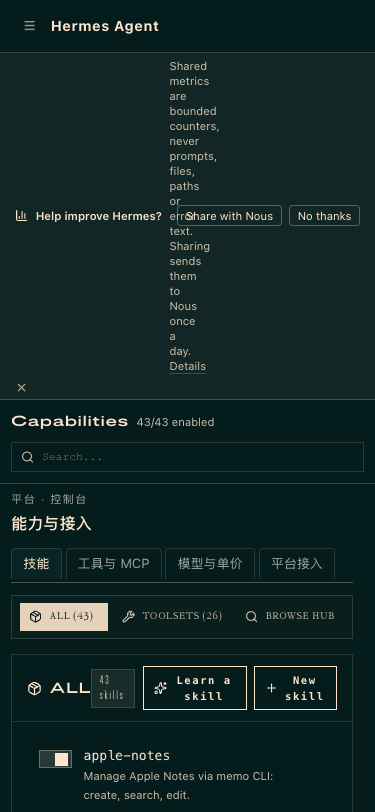 Hermes Agent
Shared
metrics
are
bounded
counters,
never
prompts,
files,
paths
or
error
text.
Sharing
sends
them
to
Nous
once
a
day.
Details
Help improve Hermes?
Share with Nous
No thanks
Capabilities 43/43 enabled
Search...
平台 · 控制台
能力与接入
技能 工具与 MCP 模型与单价 平台接入
ALL (43) TOOLSETS (26) BROWSE HUB
ALL
43
skills
Learn a
skill
New
skill
apple-notes
Manage Apple Notes via memo CLI:
create, search, edit.